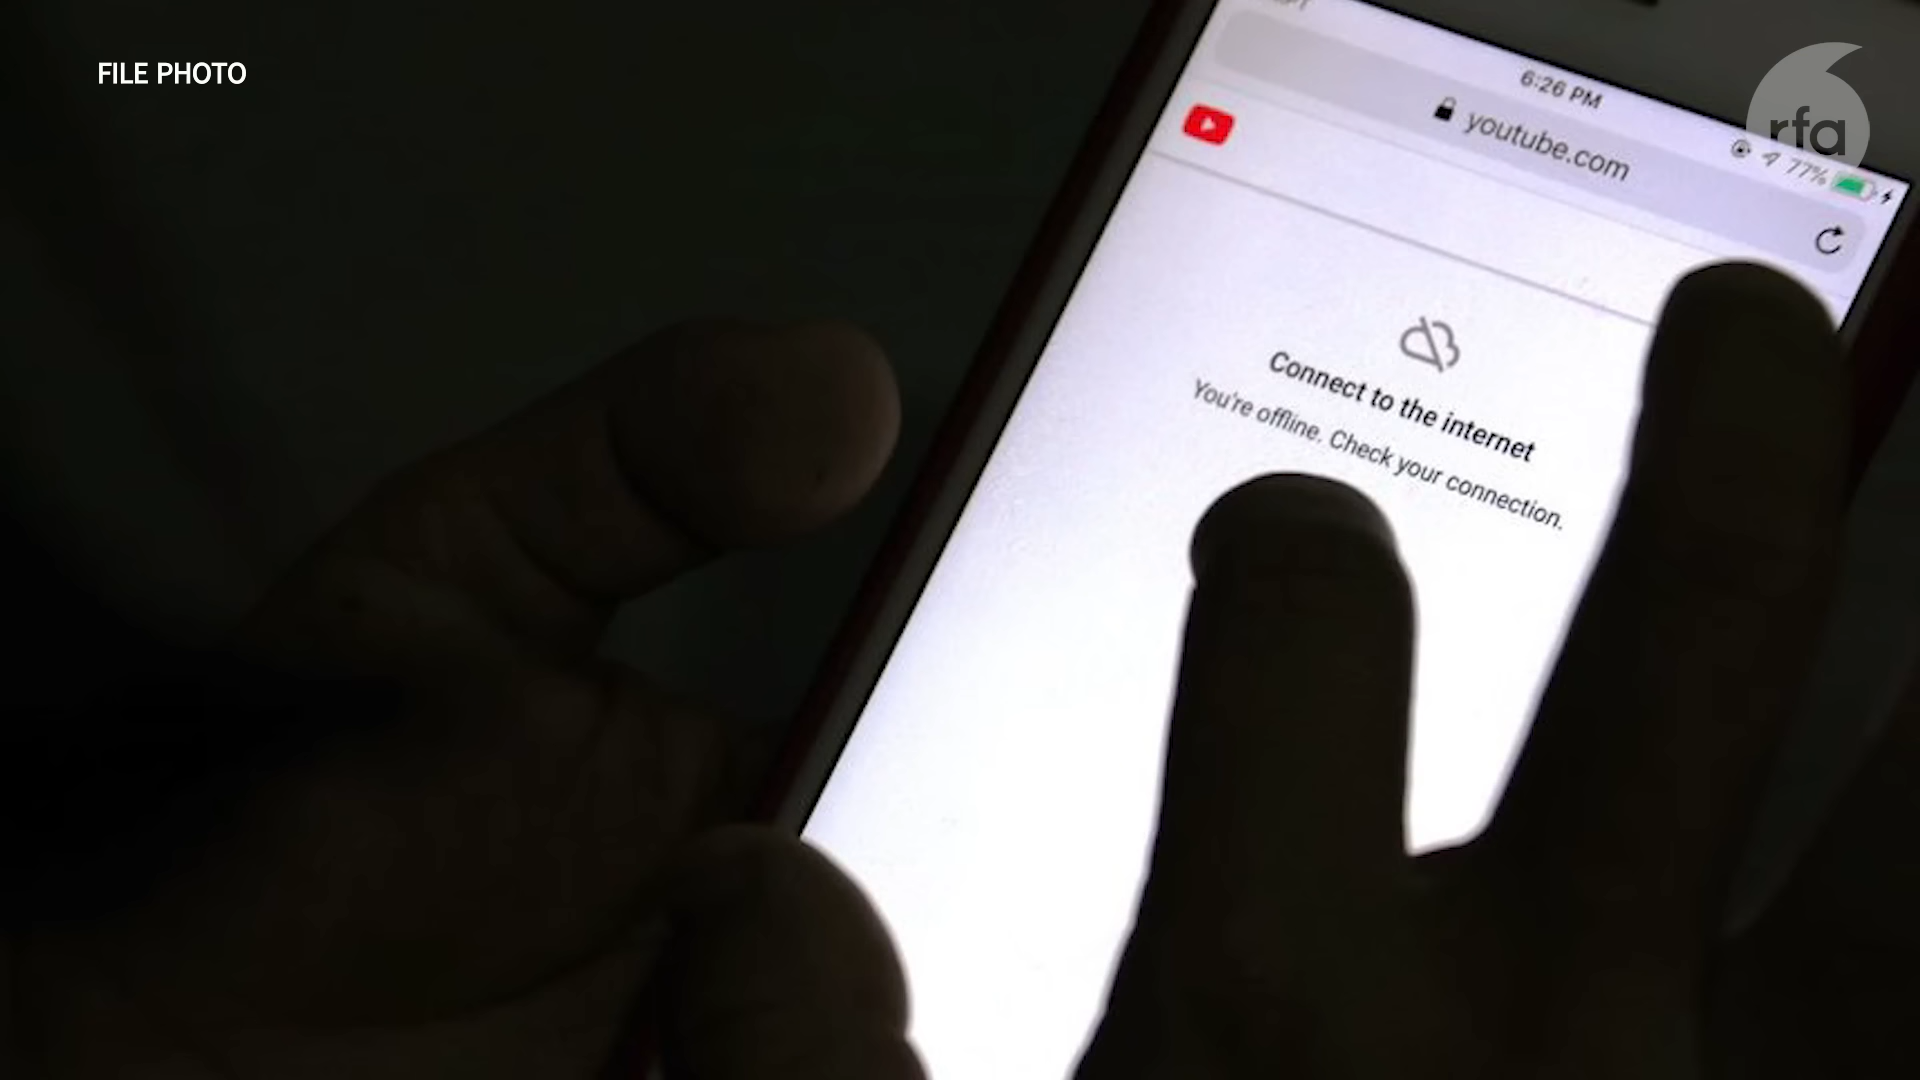 FILE PHOTO
6:26 PM
youtube.com
77%
rfa
Connect to the internet
You're offline. Check your connection.